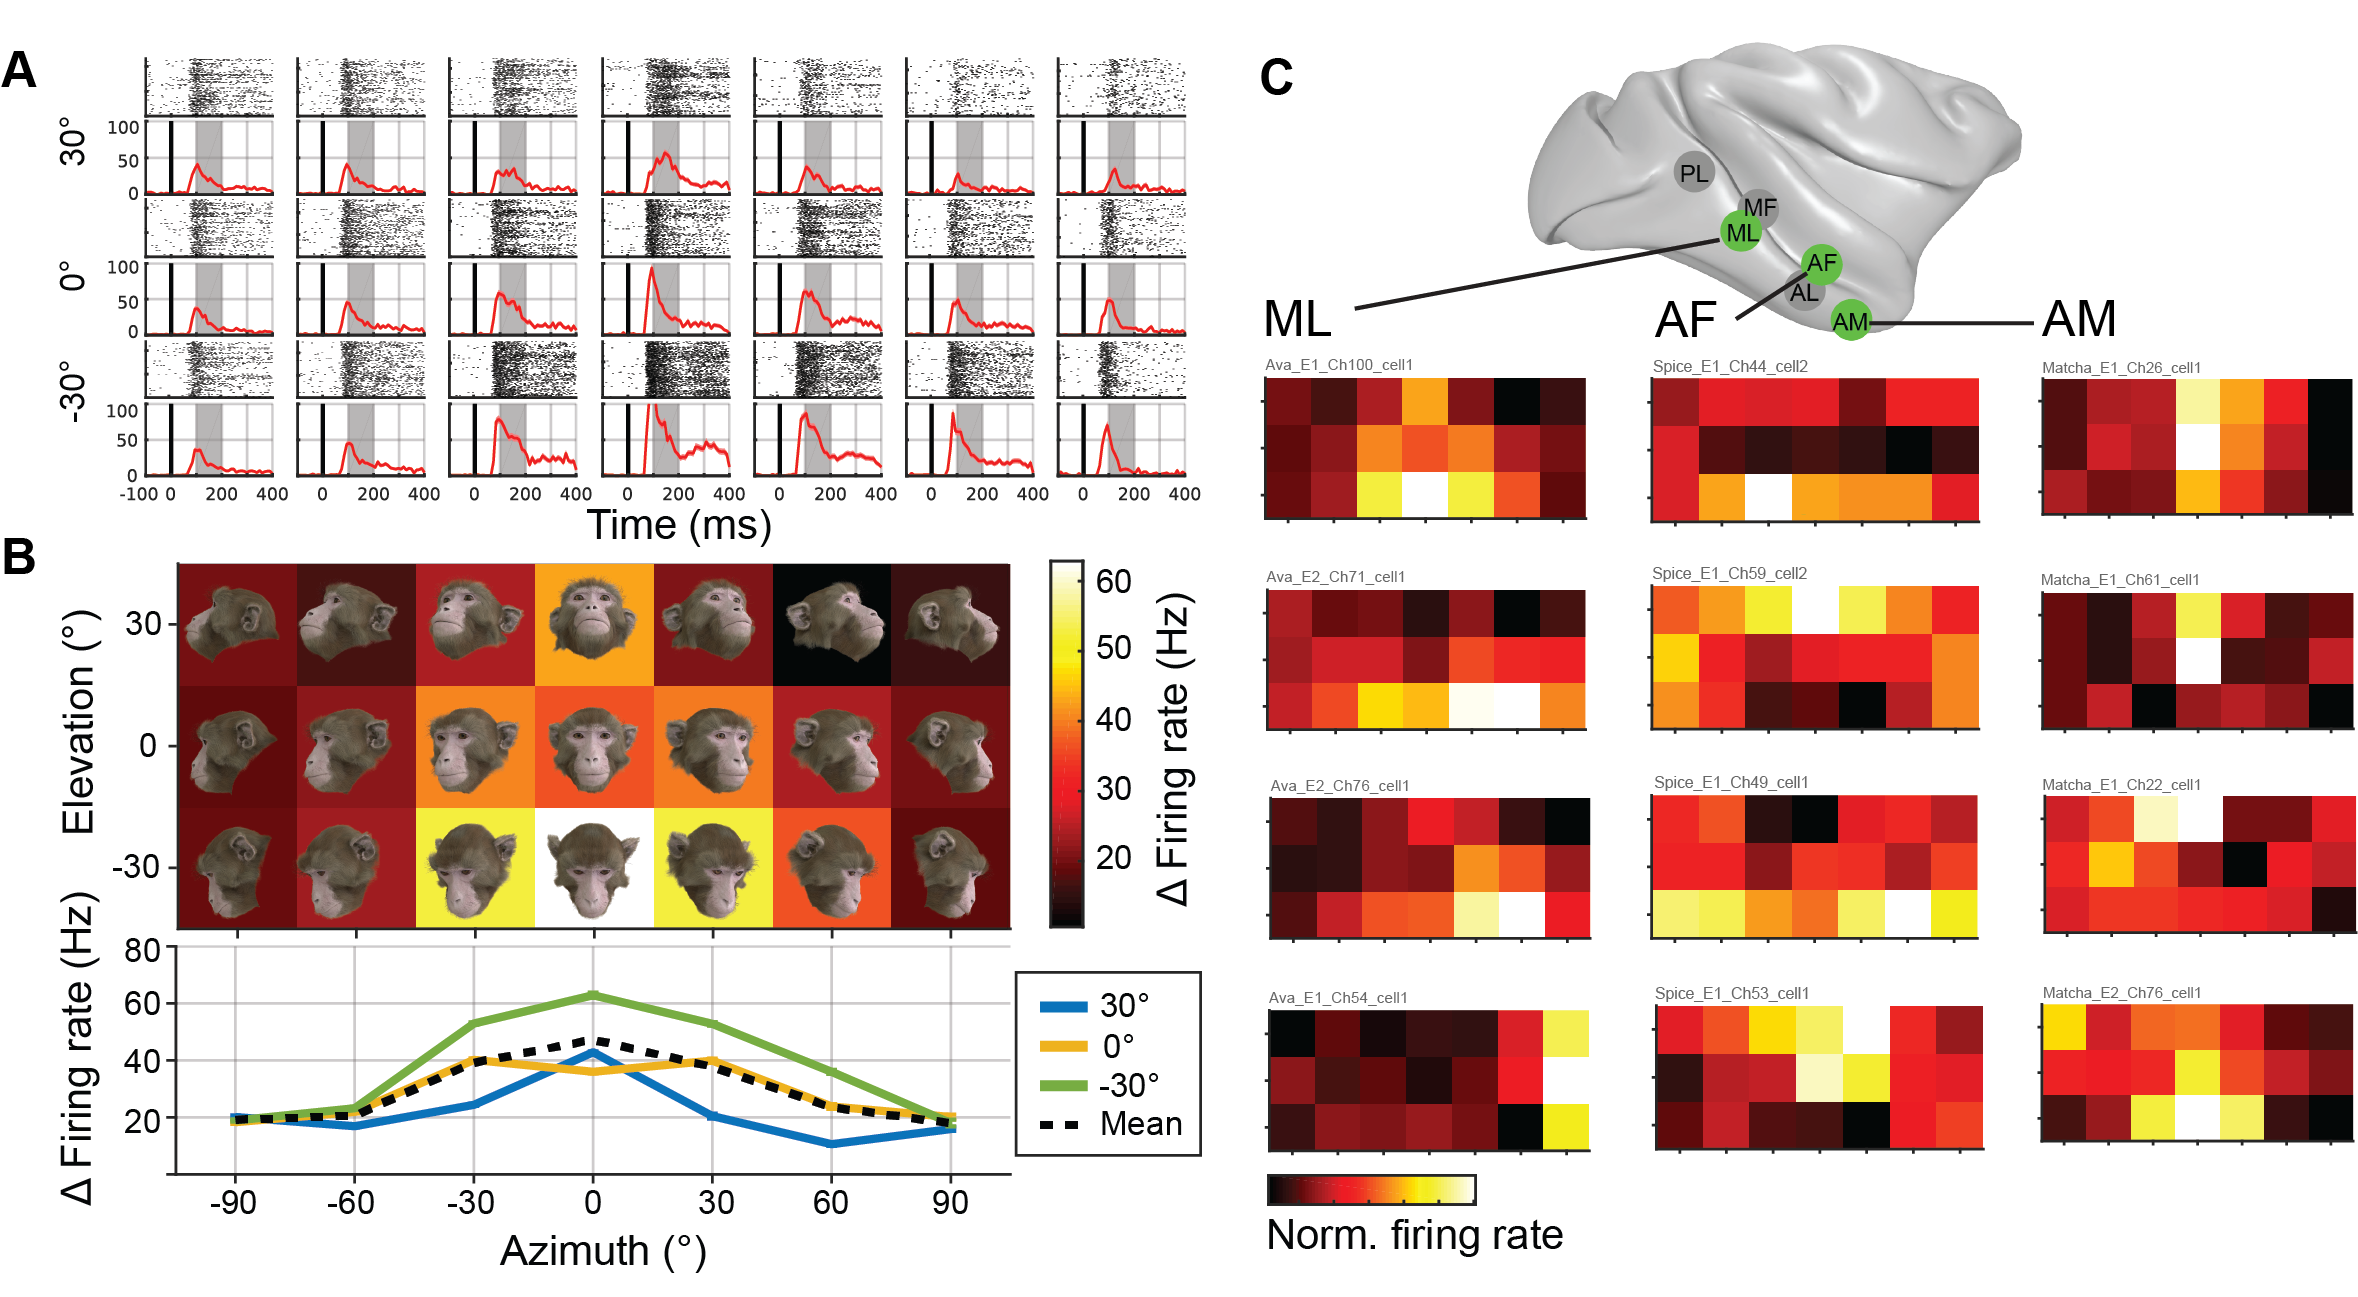 A
30°
100
50
0
0°
100
50
0
-30°
100
50
0
-100 0 200 400
0 200 400
0 200 400
0 200 400
0 200 400
0 200 400
0 200 400
Time (ms)
B
Elevation (°)
30
0
-30
60
50
40
30
20
Δ Firing rate (Hz)
Δ Firing rate (Hz)
80
60
40
20
-90 -60 -30 0 30 60 90
Azimuth (°)
30°
0°
-30°
Mean
C
PL
MF
ML
AF
AL
AM
ML
AF
AM
Ava_E1_Ch100_cell1
Spice_E1_Ch44_cell2
Matcha_E1_Ch26_cell1
Ava_E2_Ch71_cell1
Spice_E1_Ch59_cell2
Matcha_E1_Ch61_cell1
Ava_E2_Ch76_cell1
Spice_E1_Ch49_cell1
Matcha_E1_Ch22_cell1
Ava_E1_Ch54_cell1
Spice_E1_Ch53_cell1
Matcha_E2_Ch76_cell1
Norm. firing rate